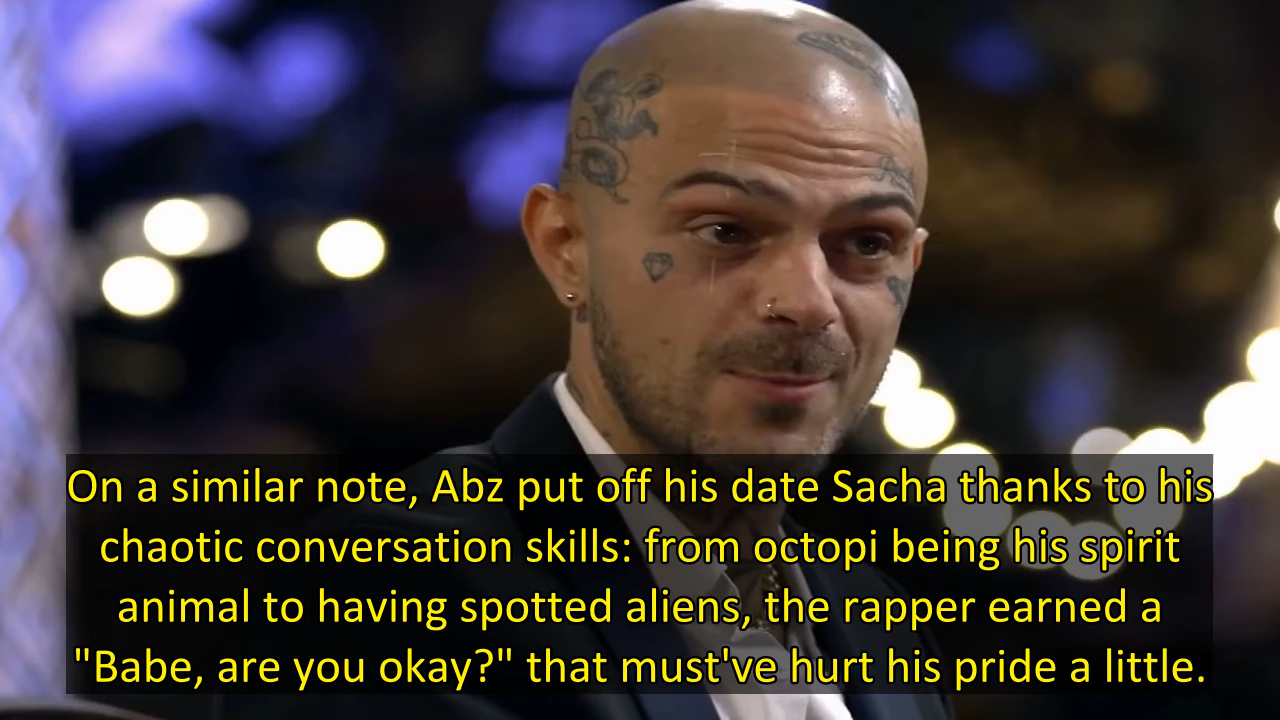 On a similar note, Abz put off his date Sacha thanks to his
chaotic conversation skills: from octopi being his spirit
animal to having spotted aliens, the rapper earned a
"Babe, are you okay?" that must've hurt his pride a little.